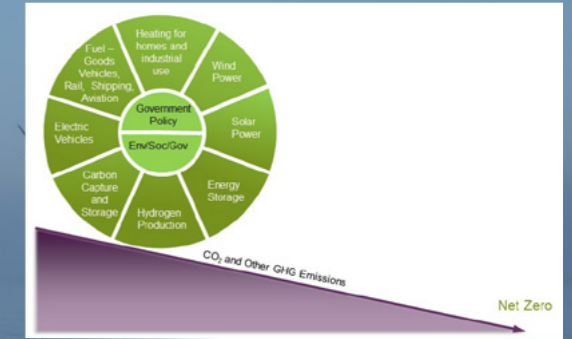 Heating for
homes and
industrial
use
Wind
Power
Solar
Power
Energy
Storage
Hydrogen
Production
Carbon
Capture
and
Storage
Electric
Vehicles
Fuel –
Goods
Vehicles,
Rail, Shipping,
Aviation
Government
Policy
Env/Soc/Gov
CO₂ and Other GHG Emissions
Net Zero